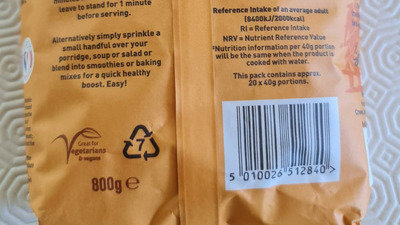 minutes
leave to stand for 1 minute
before serving.
Alternatively simply sprinkle a
small handful over your
porridge, soup or salad or
blend into smoothies or baking
mixes for a quick healthy
boost. Easy!
Great for
Vegetarians
& vegans
7
800g e
Reference Intake of an average adult
(8400kJ/2000kcal)
RI = Reference Intake
NRV = Nutrient Reference Value
*Nutrition information per 40g portion
will be the same when the product is
cooked with water.
This pack contains approx.
20 x 40g portions.
5 010026 512840 >